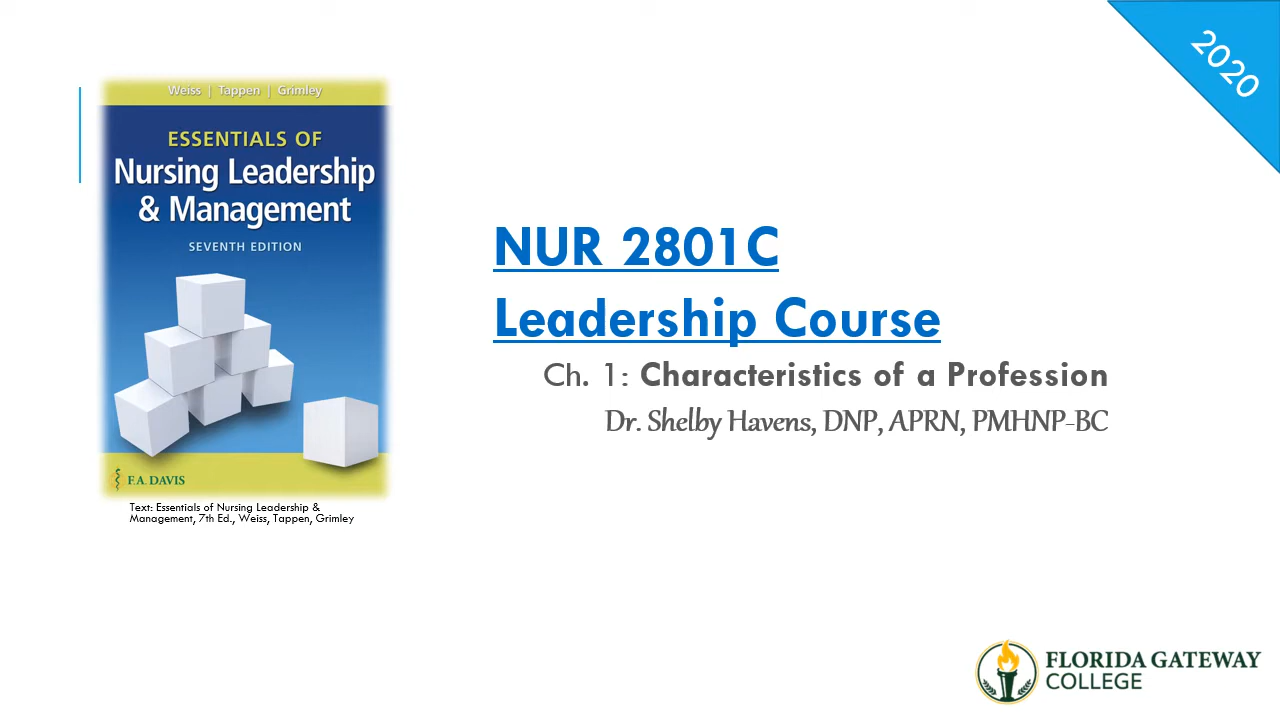 2020
Weiss | Tappen | Grimley
ESSENTIALS OF
Nursing Leadership
& Management
SEVENTH EDITION
F.A. DAVIS
Text: Essentials of Nursing Leadership &
Management, 7th Ed., Weiss, Tappen, Grimley
NUR 2801C
Leadership Course
Ch. 1: Characteristics of a Profession
Dr. Shelby Havens, DNP, APRN, PMHNP-BC
FLORIDA GATEWAY
COLLEGE